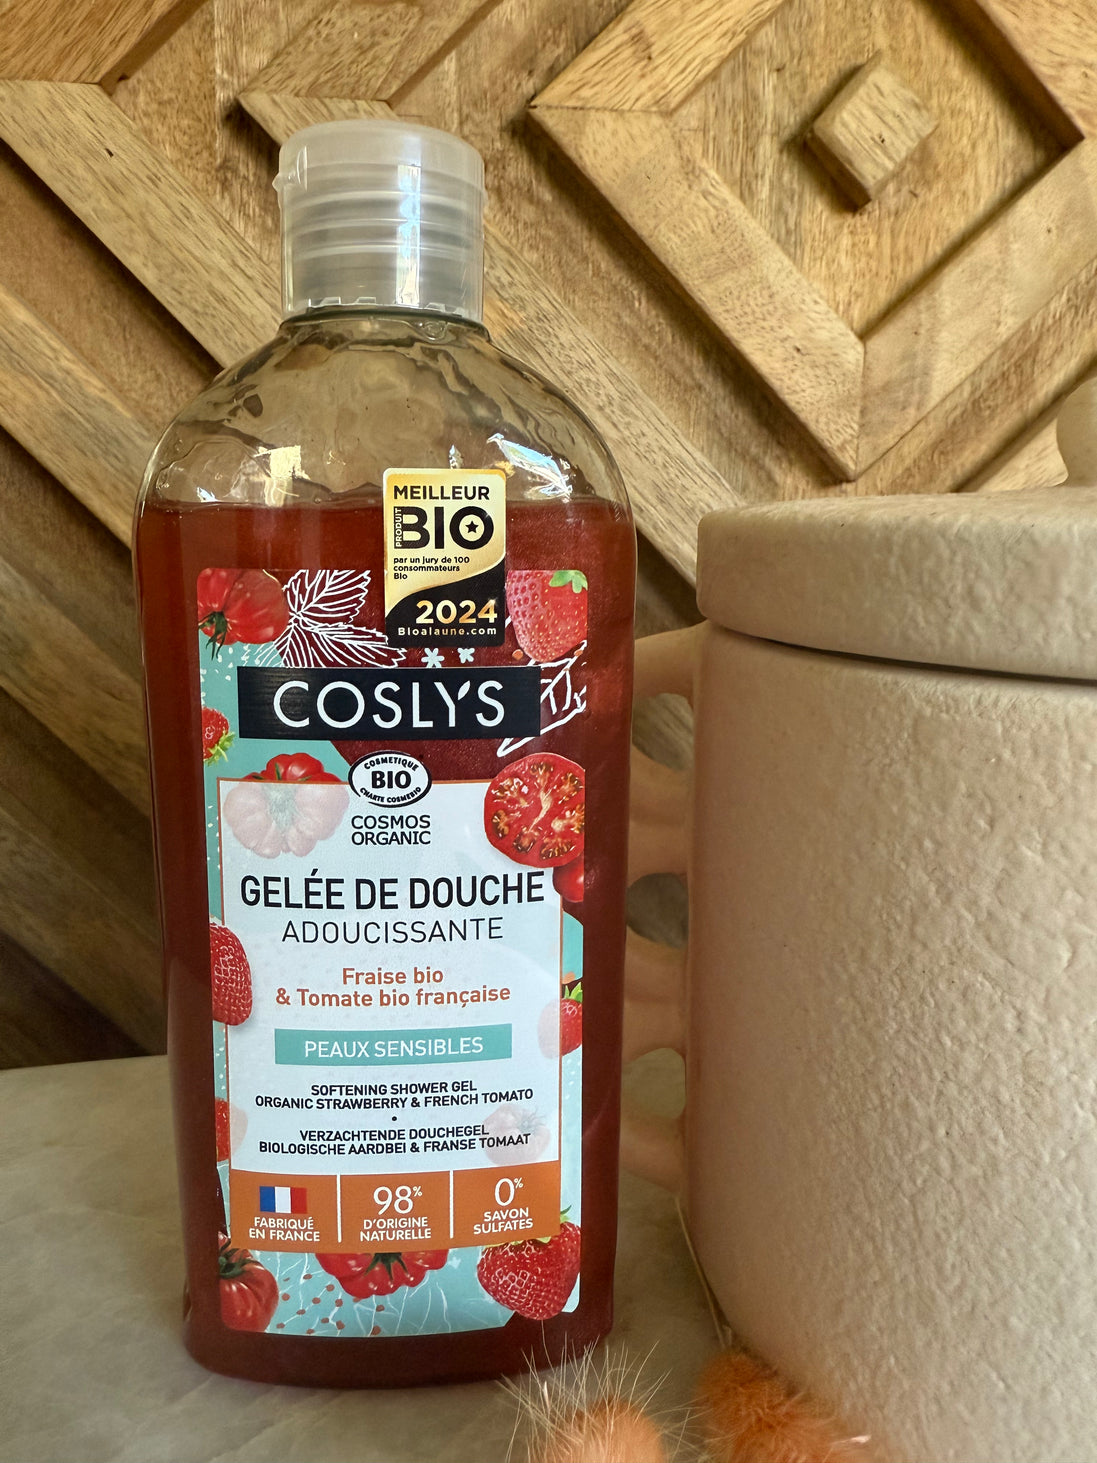 MEILLEUR
PRODUIT
BIO
par un jury de 100
consommateurs
Bio
2024
Bioalaune.com
COSLY'S
COSMETIQUE
BIO
CHARTE COSMEBIO
COSMOS
ORGANIC
GELÉE DE DOUCHE
ADOUCISSANTE
Fraise bio
& Tomate bio française
PEAUX SENSIBLES
SOFTENING SHOWER GEL
ORGANIC STRAWBERRY & FRENCH TOMATO
•
VERZACHTENDE DOUCHEGEL
BIOLOGISCHE AARDBEI & FRANSE TOMAAT
FABRIQUÉ
EN FRANCE
98%
D'ORIGINE
NATURELLE
0%
SAVON
SULFATES